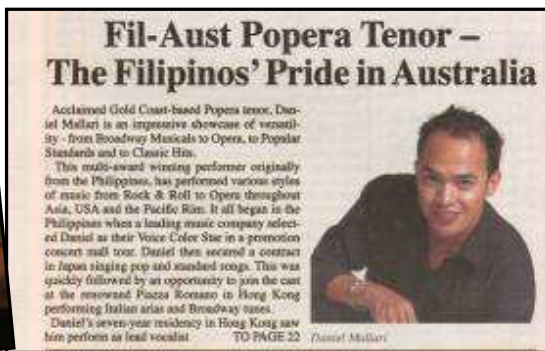 Fil-Aust Popera Tenor –
The Filipinos' Pride in Australia
Acclaimed Gold Coast-based Popera tenor, Dan-
iel Mallari is an impressive showcase of versatil-
ity - from Broadway Musicals to Opera, to Popular
Standards and to Classic Hits.
This multi-award winning performer originally
from the Philippines, has performed various styles
of music from Rock & Roll to Opera throughout
Asia, USA and the Pacific Rim. It all began in the
Philippines when a leading music company select-
ed Daniel as their Voice Color Star in a promotion
concert mall tour. Daniel then secured a contract
in Japan singing pop and standard songs. This was
quickly followed by an opportunity to join the cast
at the renowned Piazza Romano in Hong Kong
performing Italian arias and Broadway tunes.
Daniel's seven-year residency in Hong Kong saw
him perform as lead vocalist TO PAGE 22
Daniel Mallari